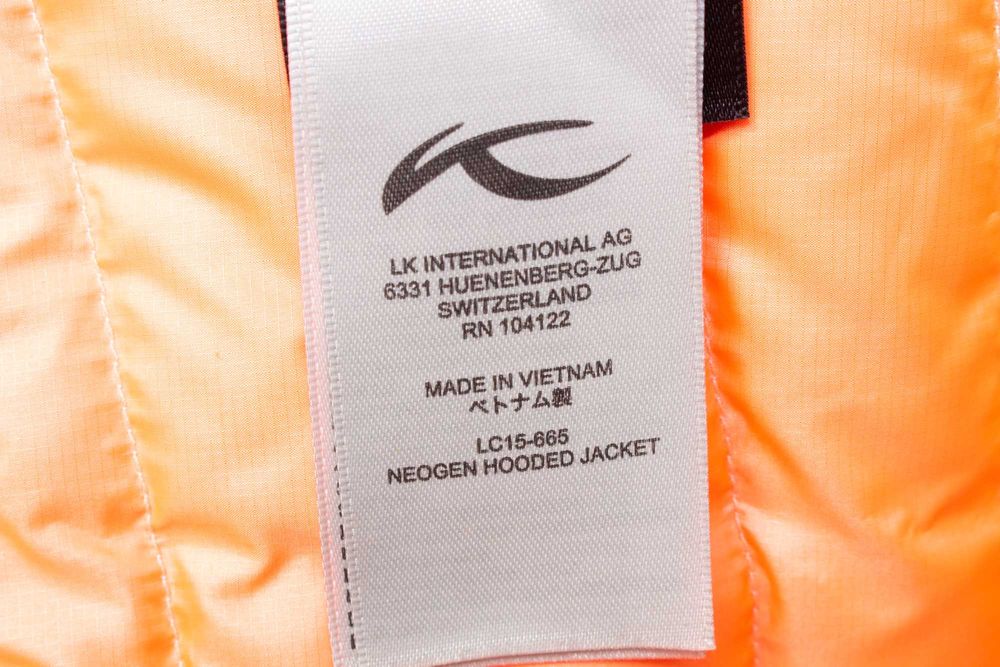 LK INTERNATIONAL AG
6331 HUENENBERG-ZUG
SWITZERLAND
RN 104122
MADE IN VIETNAM
ベトナム製
LC15-665
NEOGEN HOODED JACKET